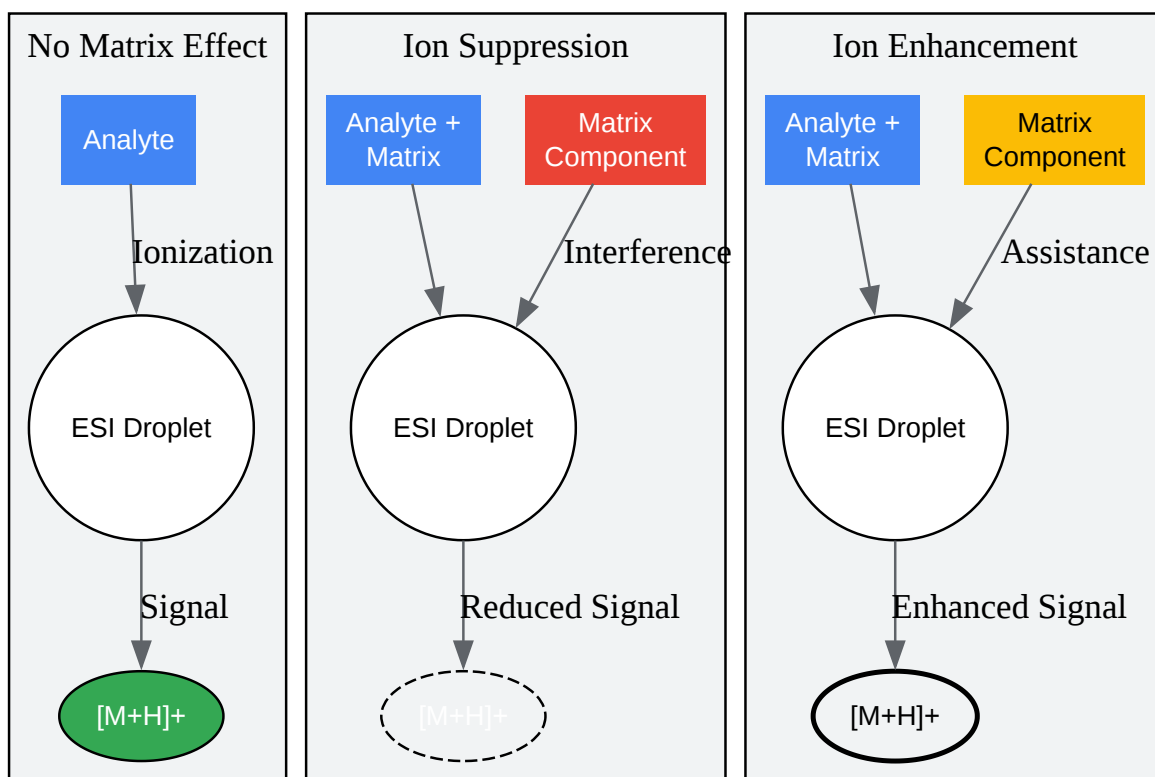 No Matrix Effect
Analyte
Ionization
ESI Droplet
Signal
[M+H]+
Ion Suppression
Analyte +
Matrix
Matrix
Component
Interference
ESI Droplet
Reduced Signal
[M+H]+
Ion Enhancement
Analyte +
Matrix
Matrix
Component
Assistance
ESI Droplet
Enhanced Signal
[M+H]+